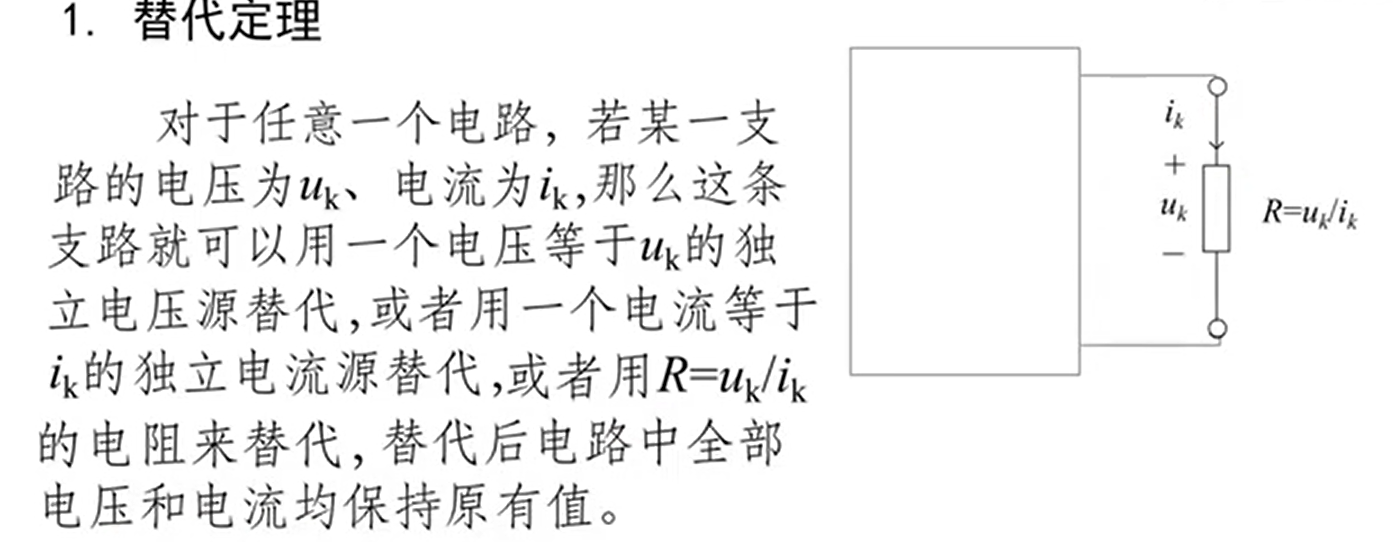 1. 替代定理
对于任意一个电路，若某一支
路的电压为uk、电流为ik,那么这条
支路就可以用一个电压等于uk的独
立电压源替代,或者用一个电流等于
ik的独立电流源替代,或者用R=uk/ik
的电阻来替代，替代后电路中全部
电压和电流均保持原有值。
ik
+
uk
R=uk/ik
−